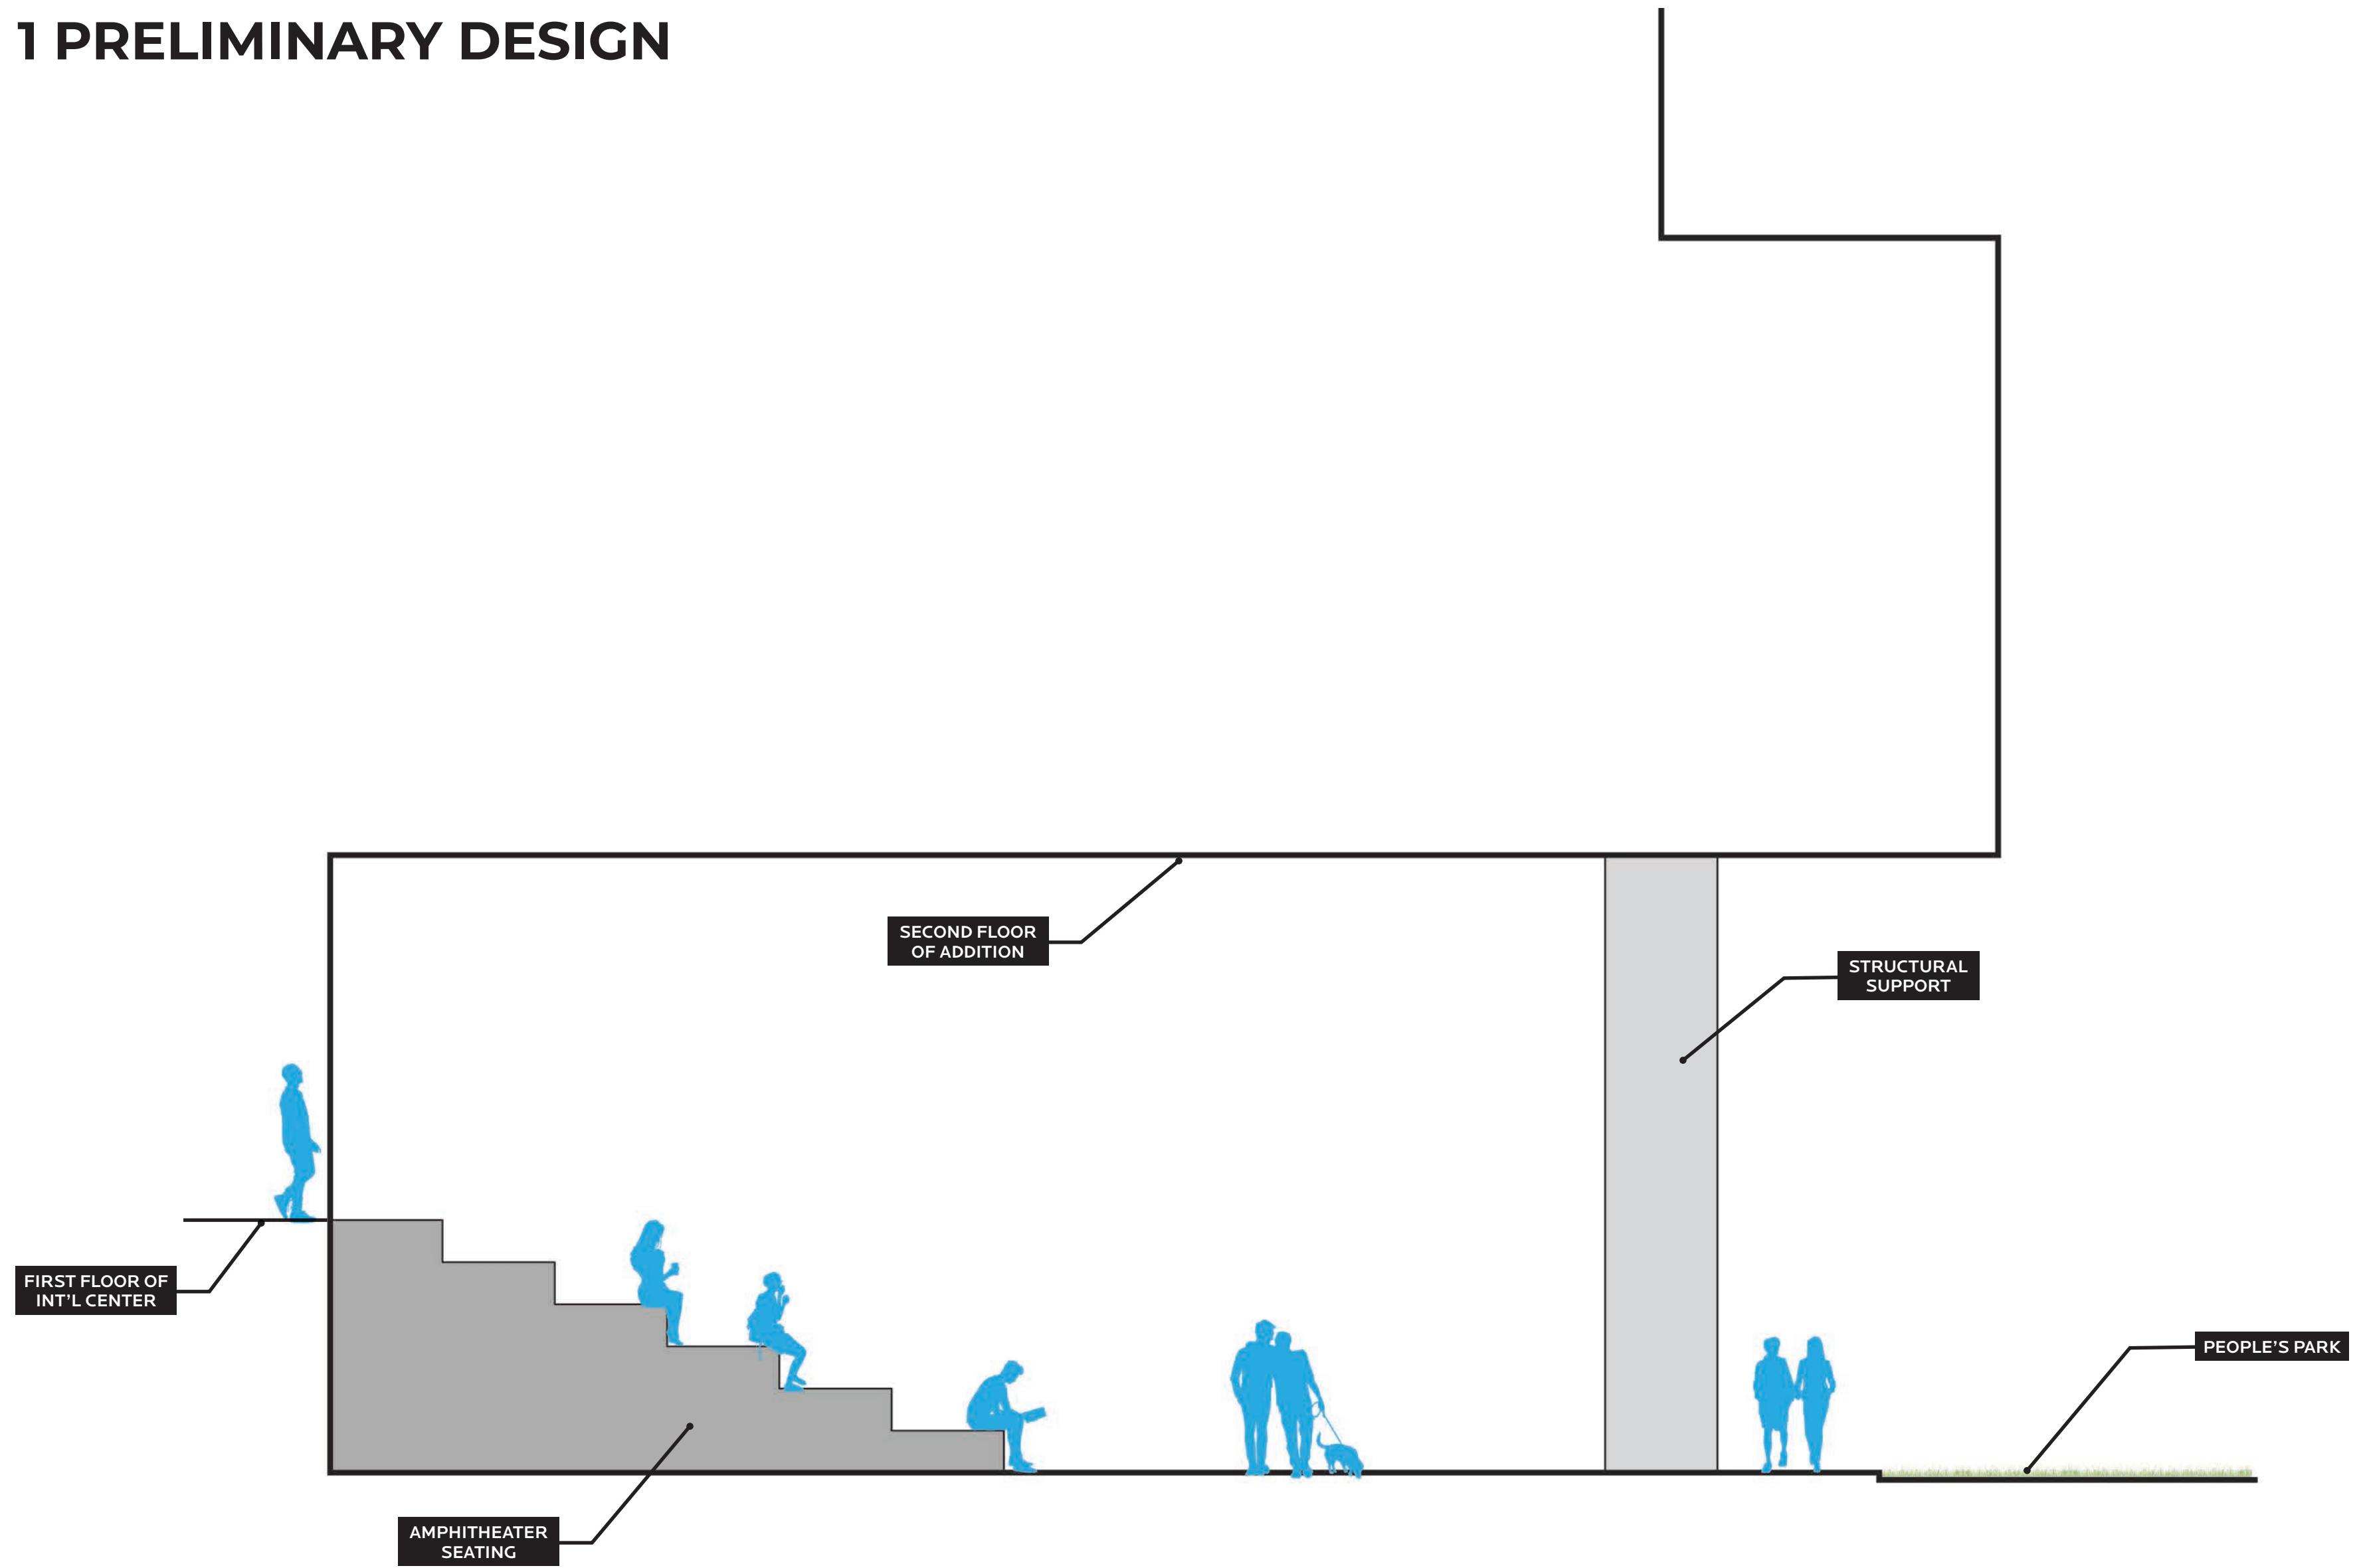 1 PRELIMINARY DESIGN
SECOND FLOOR
OF ADDITION
STRUCTURAL
SUPPORT
FIRST FLOOR OF
INT'L CENTER
PEOPLE'S PARK
AMPHITHEATER
SEATING